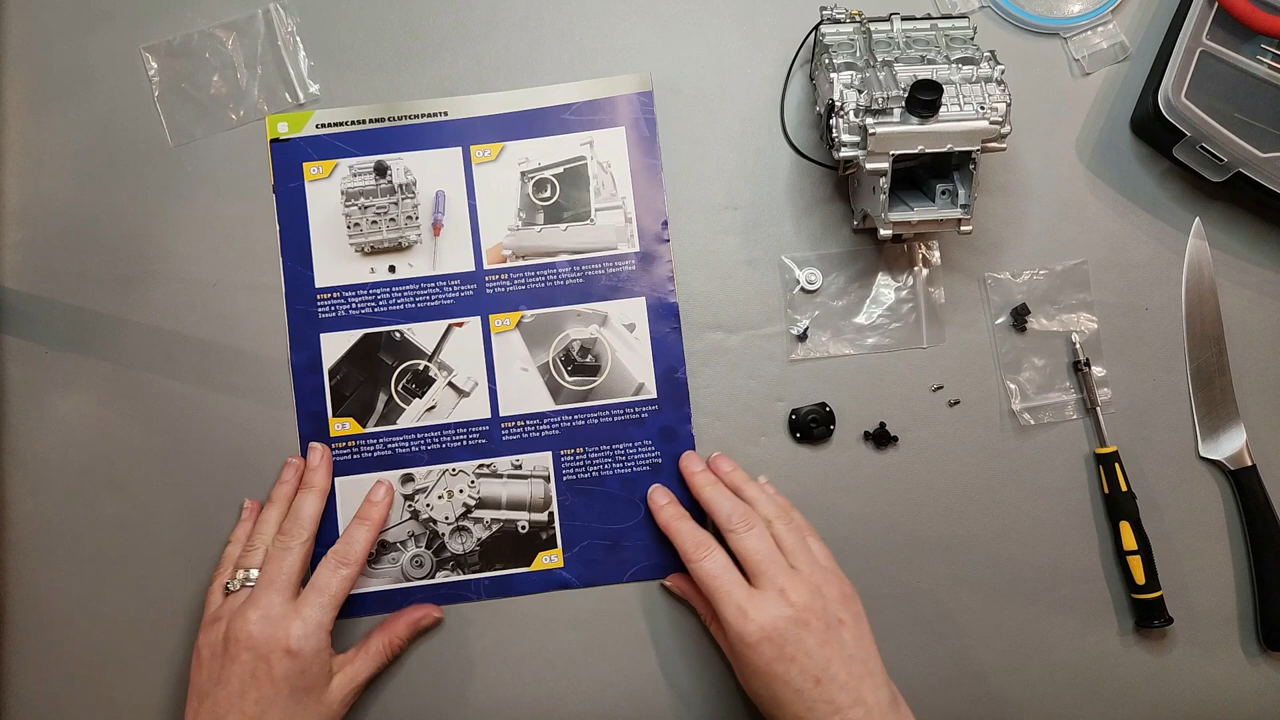 6 CRANKCASE AND CLUTCH PARTS
01
02
STEP 01 Take the engine assembly from the last
sessions, together with the microswitch, its bracket
and a type B screw, all of which were provided with
Issue 25. You will also need the screwdriver.
STEP 02 Turn the engine over to access the square
opening, and locate the circular recess identified
by the yellow circle in the photo.
03
04
STEP 03 Fit the microswitch bracket into the recess
shown in Step 02, making sure it is the same way
round as the photo. Then fix it with a type B screw.
STEP 04 Next, press the microswitch into its bracket
so that the tabs on the side clip into position as
shown in the photo.
05
STEP 05 Turn the engine on its
side and identify the two holes
circled in yellow. The crankshaft
end nut (part A) has two locating
pins that fit into these holes.